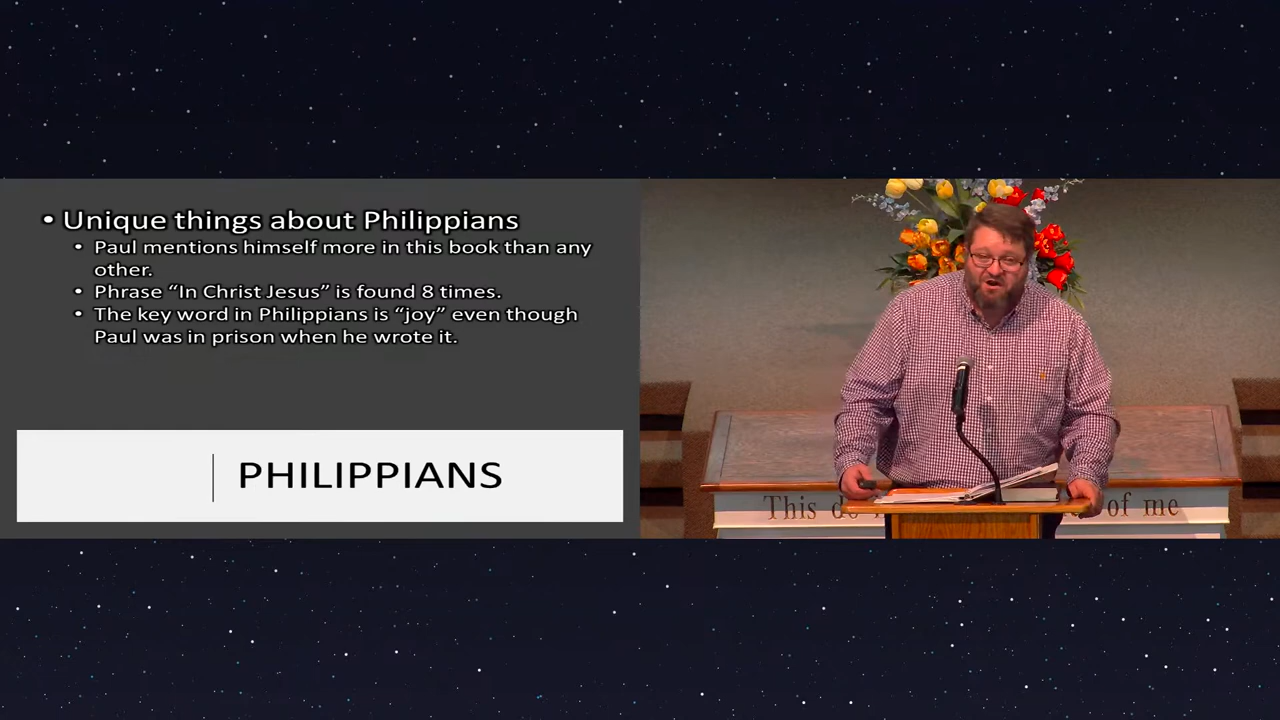 • Unique things about Philippians
• Paul mentions himself more in this book than any
other.
• Phrase “In Christ Jesus” is found 8 times.
• The key word in Philippians is “joy” even though
Paul was in prison when he wrote it.
PHILIPPIANS
This do of me